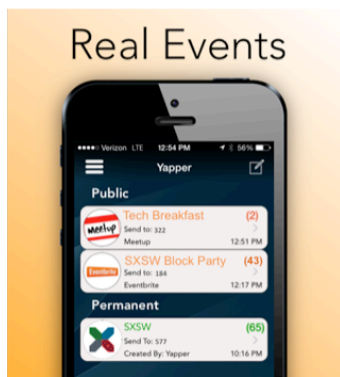 Real Events
Verizon LTE 12:54 PM 56%
Yapper
Public
Meetup Tech Breakfast (2)
Send to: 322
Meetup 12:51 PM
Eventbrite SXSW Block Party (43)
Send to: 184
Eventbrite 12:17 PM
Permanent
SXSW (65)
Send To: 577
Created By: Yapper 10:16 PM